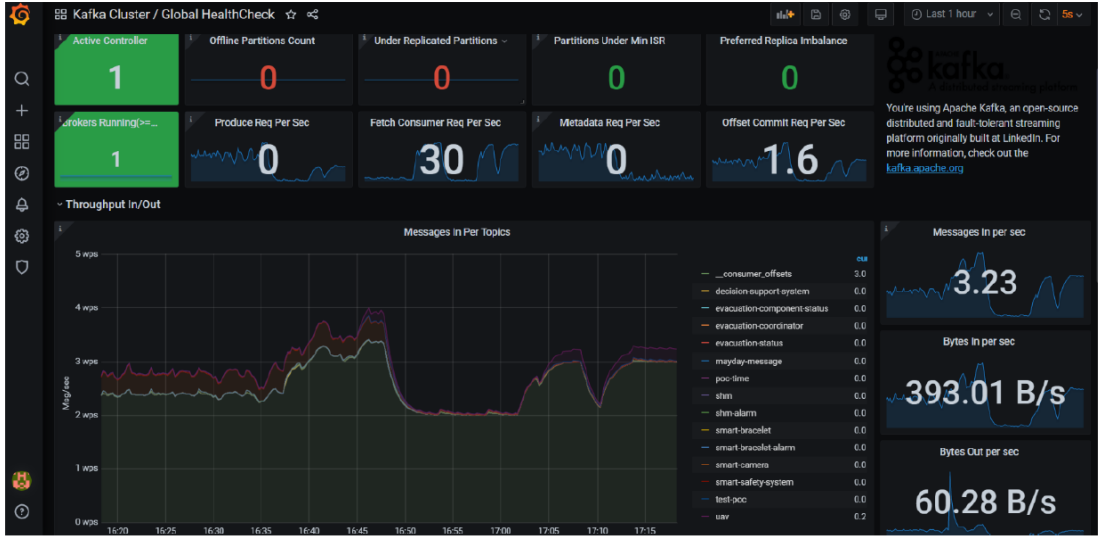 Kafka Cluster / Global HealthCheck
Last 1 hour
5s
Active Controller
1
Offline Partitions Count
0
Under Replicated Partitions
0
Partitions Under Min ISR
0
Preferred Replica Imbalance
0
kafka.
A distributed streaming platform
You're using Apache Kafka, an open-source
distributed and fault-tolerant streaming
platform originally built at LinkedIn. For
more information, check out the
kafka.apache.org
Brokers Running(>=...
1
Produce Req Per Sec
0
Fetch Consumer Req Per Sec
30
Metadata Req Per Sec
0
Offset Commit Req Per Sec
1.6
Throughput In/Out
Messages In Per Topics
Msg/sec
5 wps
4 wps
3 wps
2 wps
1 wps
0 wps
16:20 16:25 16:30 16:35 16:40 16:45 16:50 16:55 17:00 17:05 17:10 17:15
__consumer_offsets 3.0
decision-support-system 0.0
evacuation-component-status 0.0
evacuation-coordinator 0.0
evacuation-status 0.0
mayday-message 0.0
poc-time 0.0
shm 0.0
shm-alarm 0.0
smart-bracelet 0.0
smart-bracelet-alarm 0.0
smart-camera 0.0
smart-safety-system 0.0
test-pcc 0.0
uav 0.2
Messages In per sec
3.23
Bytes In per sec
393.01 B/s
Bytes Out per sec
60.28 B/s